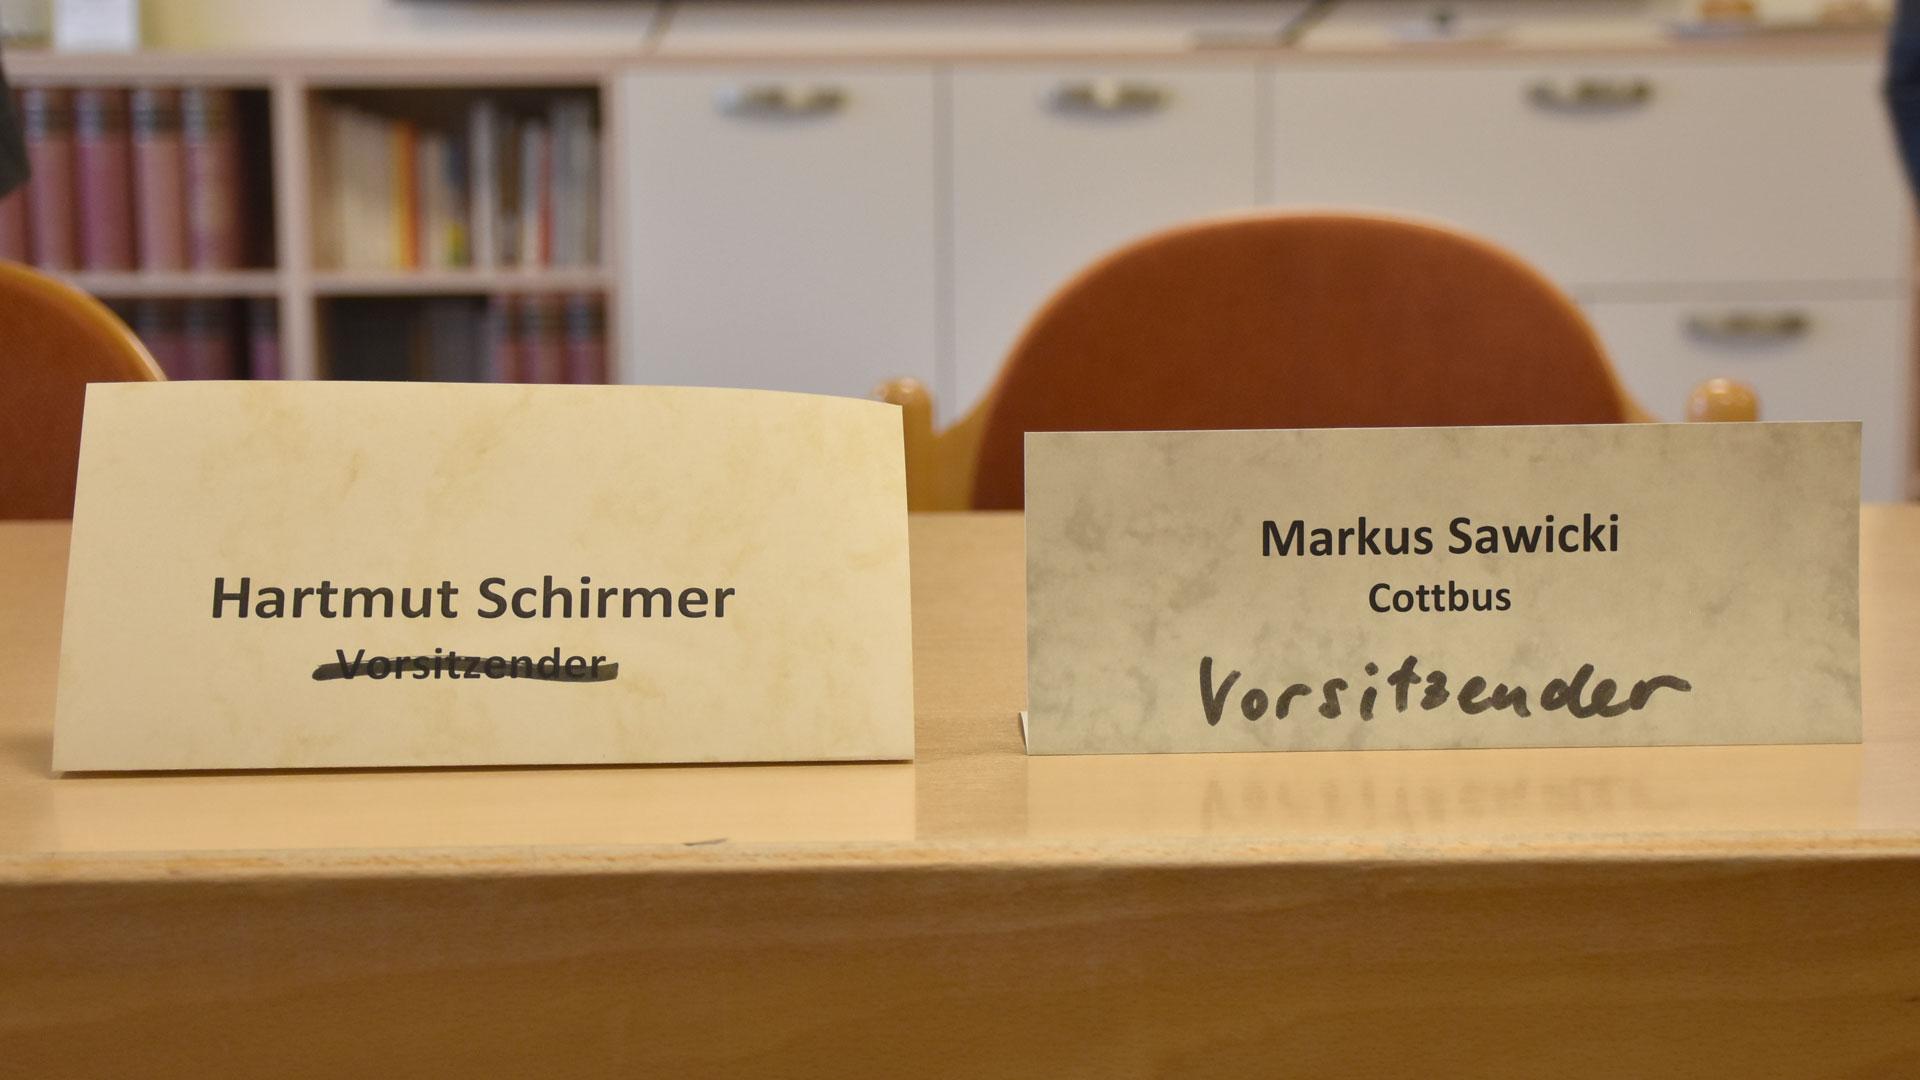 Hartmut Schirmer
Vorsitzender
Markus Sawicki
Cottbus
Vorsitzender